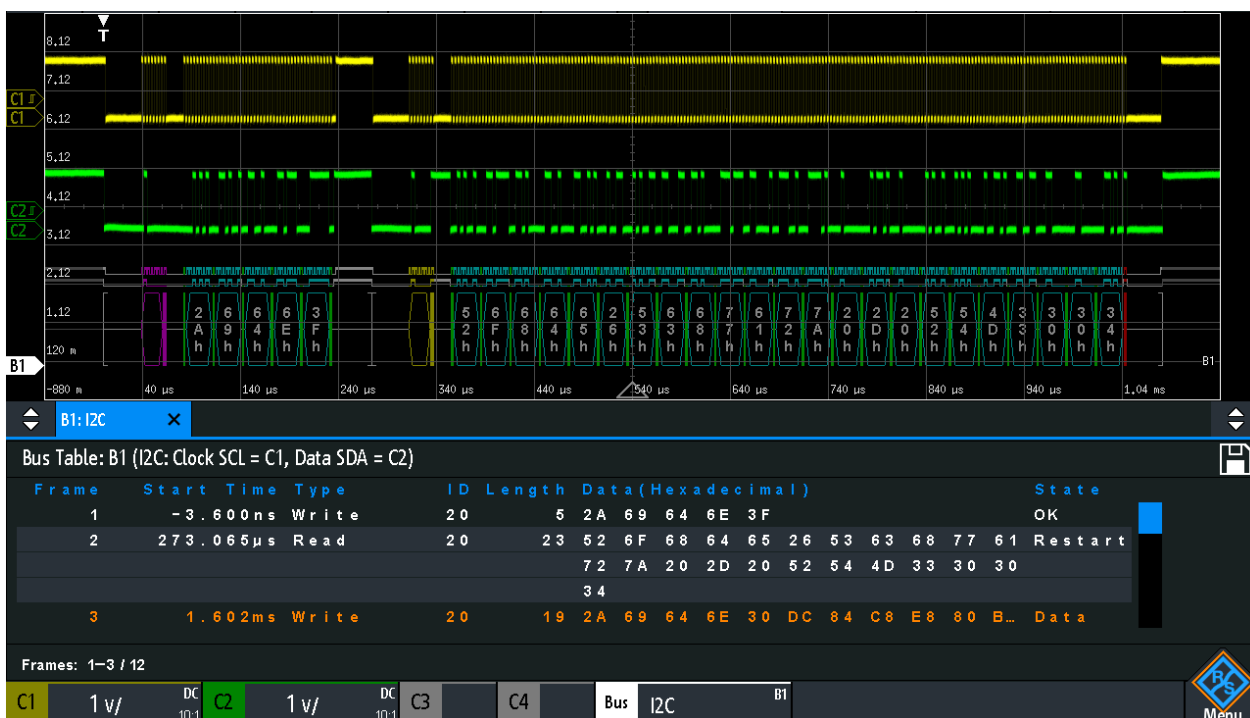 T
8.12
7.12
C1
C1 6.12
5.12
4.12
C2
C2 3.12
2.12
1.12
2 6 6 6 3 5 6 6 6 6 2 5 6 6 7 6 7 7 2 2 2 5 5 4 3 3 3 3
A 9 4 E F 2 F 8 4 5 6 3 3 8 7 1 2 A 0 D 0 2 4 D 3 0 0 4
h h h h h h h h h h h h h h h h h h h h h h h h h h h h
120 m
B1 B1
-880 m 40 µs 140 µs 240 µs 340 µs 440 µs 540 µs 640 µs 740 µs 840 µs 940 µs 1.04 ms
B1: I2C ×
Bus Table: B1 (I2C: Clock SCL = C1, Data SDA = C2)
Frame Start Time Type ID Length Data(Hexadecimal) State
1 -3.600ns Write 20 5 2A 69 64 6E 3F OK
2 273.065µs Read 20 23 52 6F 68 64 65 26 53 63 68 77 61 Restart
72 7A 20 2D 20 52 54 4D 33 30 30
34
3 1.602ms Write 20 19 2A 69 64 6E 30 DC 84 C8 E8 80 B… Data
Frames: 1-3 / 12
C1 1 V/ DC 10:1 C2 1 V/ DC 10:1 C3 C4 Bus I2C B1
R S
Menu